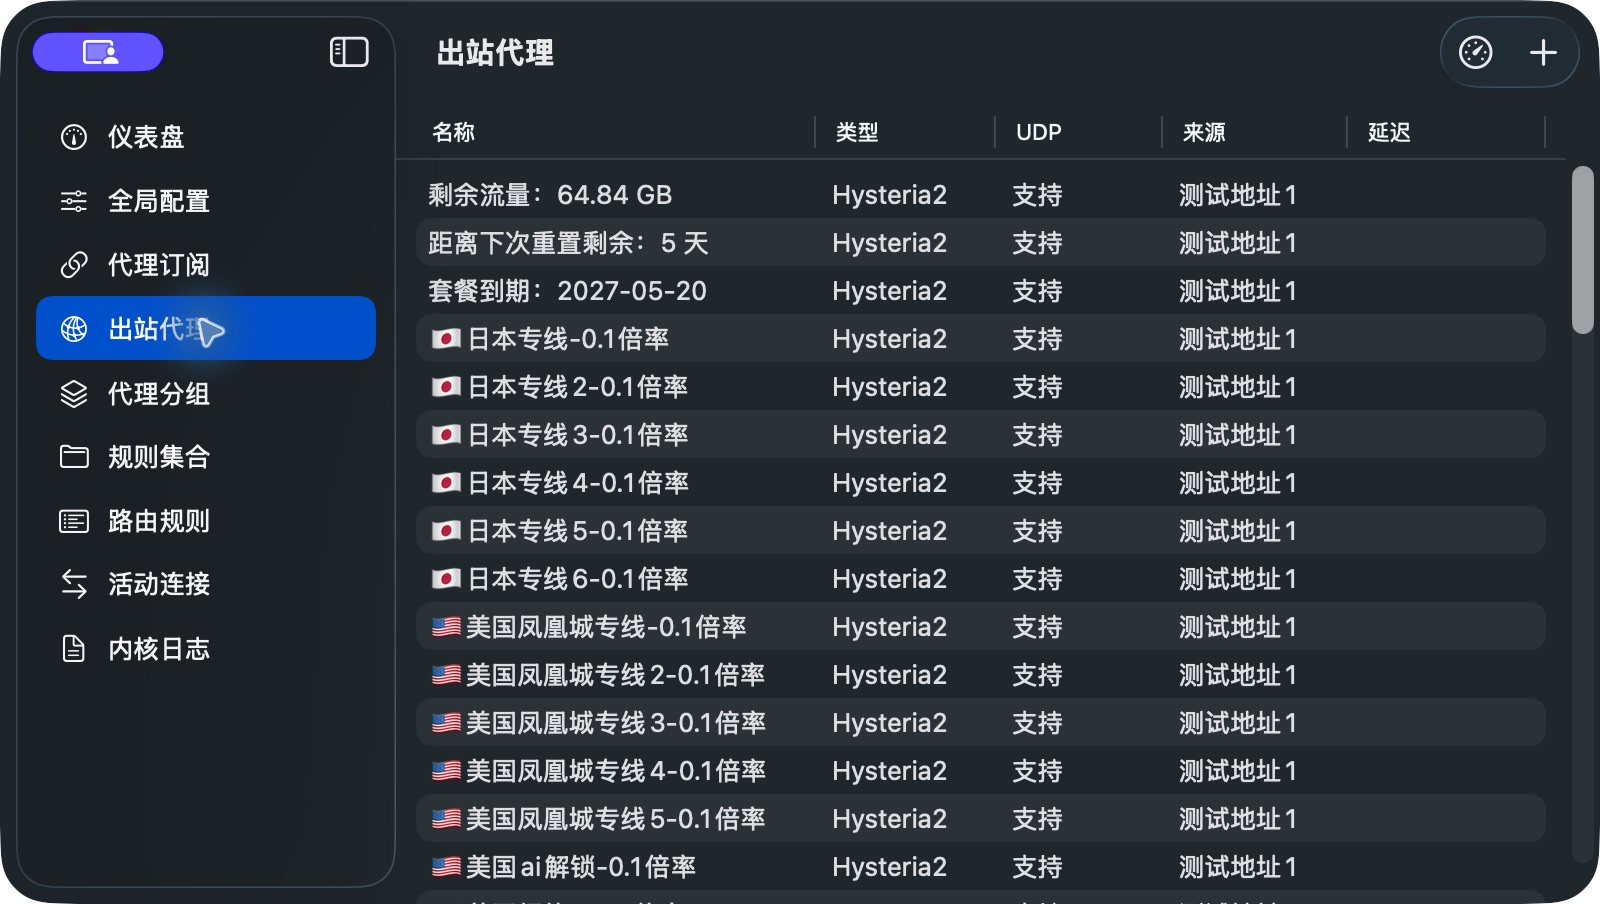 出站代理
仪表盘
全局配置
代理订阅
出站代理
代理分组
规则集合
路由规则
活动连接
内核日志
名称 类型 UDP 来源 延迟
剩余流量：64.84 GB Hysteria2 支持 测试地址1
距离下次重置剩余：5 天 Hysteria2 支持 测试地址1
套餐到期：2027-05-20 Hysteria2 支持 测试地址1
🇯🇵日本专线-0.1倍率 Hysteria2 支持 测试地址1
🇯🇵日本专线2-0.1倍率 Hysteria2 支持 测试地址1
🇯🇵日本专线3-0.1倍率 Hysteria2 支持 测试地址1
🇯🇵日本专线4-0.1倍率 Hysteria2 支持 测试地址1
🇯🇵日本专线5-0.1倍率 Hysteria2 支持 测试地址1
🇯🇵日本专线6-0.1倍率 Hysteria2 支持 测试地址1
🇺🇸美国凤凰城专线-0.1倍率 Hysteria2 支持 测试地址1
🇺🇸美国凤凰城专线2-0.1倍率 Hysteria2 支持 测试地址1
🇺🇸美国凤凰城专线3-0.1倍率 Hysteria2 支持 测试地址1
🇺🇸美国凤凰城专线4-0.1倍率 Hysteria2 支持 测试地址1
🇺🇸美国凤凰城专线5-0.1倍率 Hysteria2 支持 测试地址1
🇺🇸美国ai解锁-0.1倍率 Hysteria2 支持 测试地址1